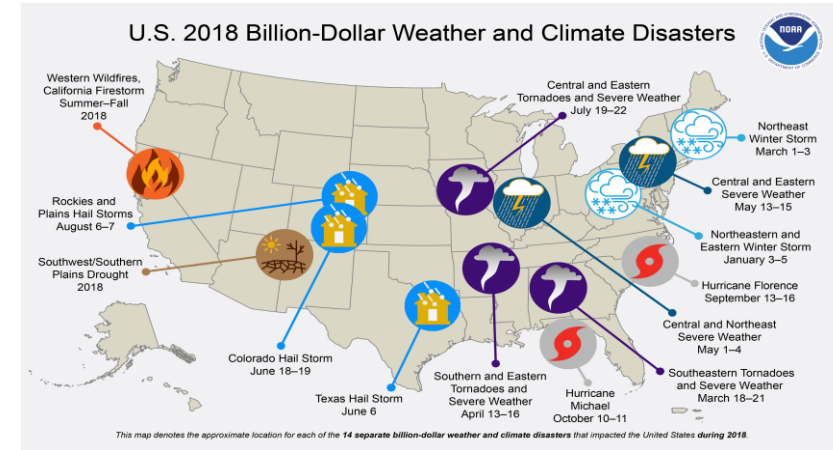 U.S. 2018 Billion-Dollar Weather and Climate Disasters
NOAA
Western Wildfires,
California Firestorm
Summer–Fall
2018
Central and Eastern
Tornadoes and Severe Weather
July 19–22
Northeast
Winter Storm
March 1–3
Central and Eastern
Severe Weather
May 13–15
Rockies and
Plains Hail Storms
August 6–7
Northeastern and
Eastern Winter Storm
January 3–5
Southwest/Southern
Plains Drought
2018
Hurricane Florence
September 13–16
Central and Northeast
Severe Weather
May 1–4
Colorado Hail Storm
June 18–19
Texas Hail Storm
June 6
Southern and Eastern
Tornadoes and
Severe Weather
April 13–16
Hurricane
Michael
October 10–11
Southeastern Tornadoes
and Severe Weather
March 18–21
This map denotes the approximate location for each of the 14 separate billion-dollar weather and climate disasters that impacted the United States during 2018.